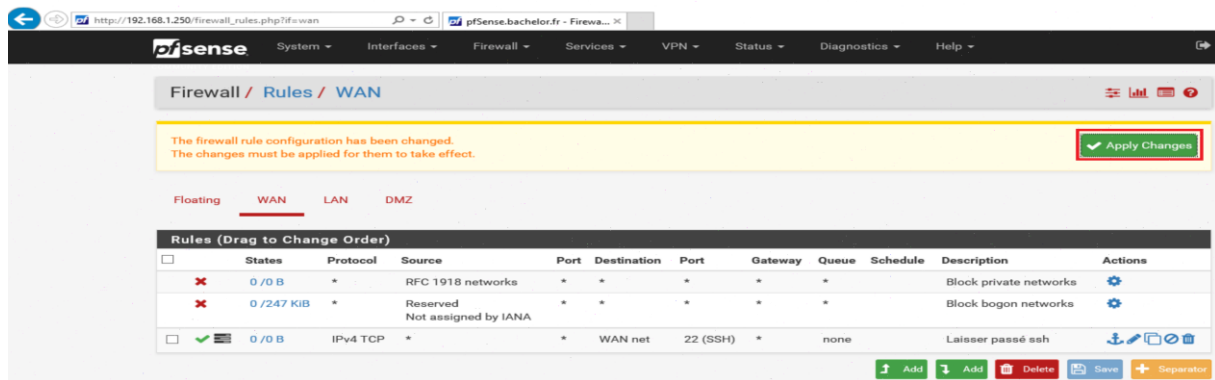 http://192.168.1.250/firewall_rules.php?if=wan pfSense.bachelor.fr - Firewa...
pfsense System Interfaces Firewall Services VPN Status Diagnostics Help
Firewall / Rules / WAN
The firewall rule configuration has been changed.
The changes must be applied for them to take effect.
Apply Changes
Floating WAN LAN DMZ
Rules (Drag to Change Order)
States Protocol Source Port Destination Port Gateway Queue Schedule Description Actions
0 /0 B * RFC 1918 networks * * * * * Block private networks
0 /247 KiB * Reserved * * * * * Block bogon networks
Not assigned by IANA
0 /0 B IPv4 TCP * * WAN net 22 (SSH) * none Laisser passé ssh
Add Add Delete Save Separator